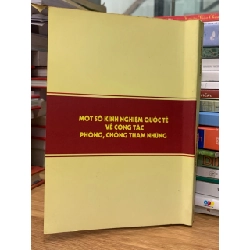 MỘT SỐ KINH NGHIỆM QUỐC TẾ
VỀ CÔNG TÁC
PHÒNG, CHỐNG THAM NHŨNG